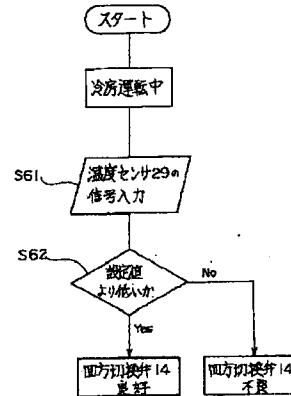 スタート
冷房運転中
S61
温度センサ29の
信号入力
S62
設定値
より低いか
No
Yes
四方切換弁14
良好
四方切換弁14
不良